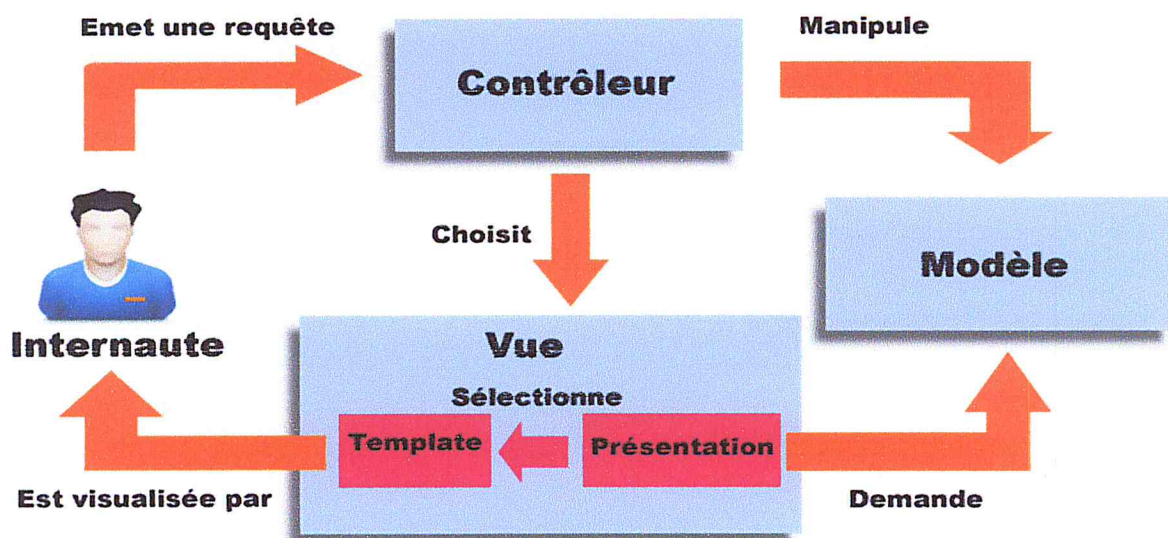 Emet une requête
Manipule
Contrôleur
Choisit
Modèle
Internaute
Vue
Sélectionne
Template
Présentation
Est visualisée par
Demande